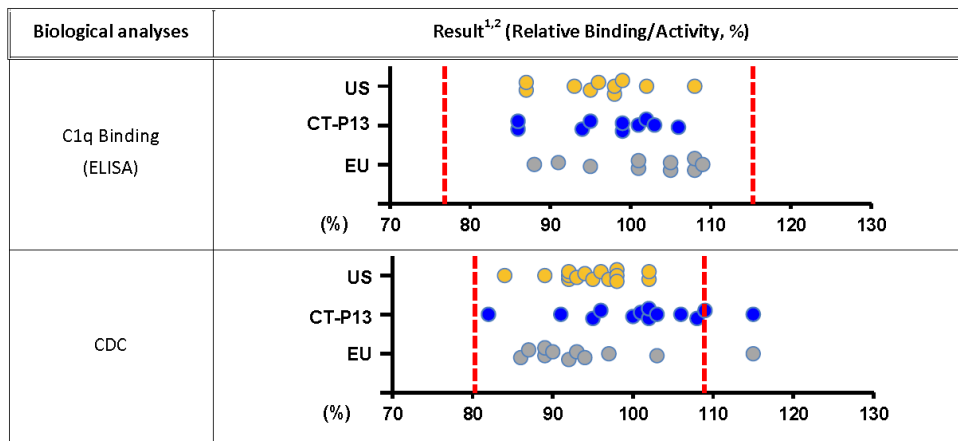 Biological analyses
Result1,2 (Relative Binding/Activity, %)
C1q Binding
(ELISA)
US
CT-P13
EU
(%)
70 80 90 100 110 120 130
CDC
US
CT-P13
EU
(%)
70 80 90 100 110 120 130